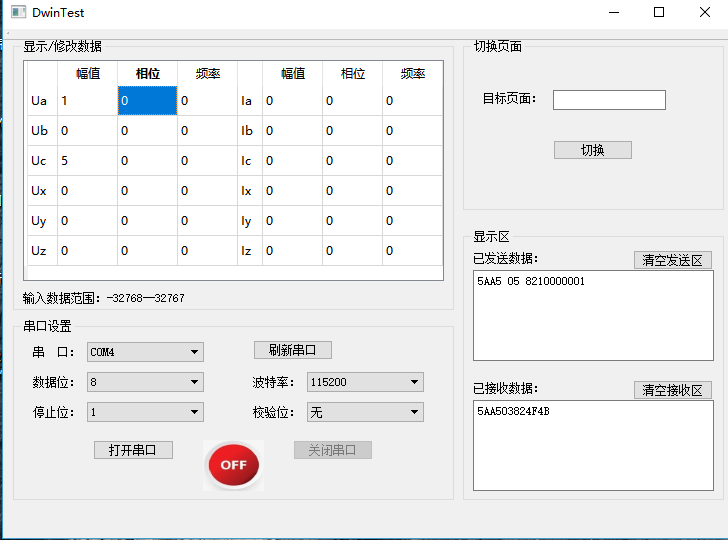 DwinTest
显示/修改数据
幅值 相位 频率 幅值 相位 频率
Ua 1 0 0 Ia 0 0 0
Ub 0 0 0 Ib 0 0 0
Uc 5 0 0 Ic 0 0 0
Ux 0 0 0 Ix 0 0 0
Uy 0 0 0 Iy 0 0 0
Uz 0 0 0 Iz 0 0 0
输入数据范围：-32768—32767
串口设置
串 口： COM4 刷新串口
数据位： 8 波特率： 115200
停止位： 1 校验位： 无
打开串口 OFF 关闭串口
切换页面
目标页面：
切换
显示区
已发送数据： 清空发送区
5AA5 05 8210000001
已接收数据： 清空接收区
5AA503824F4B